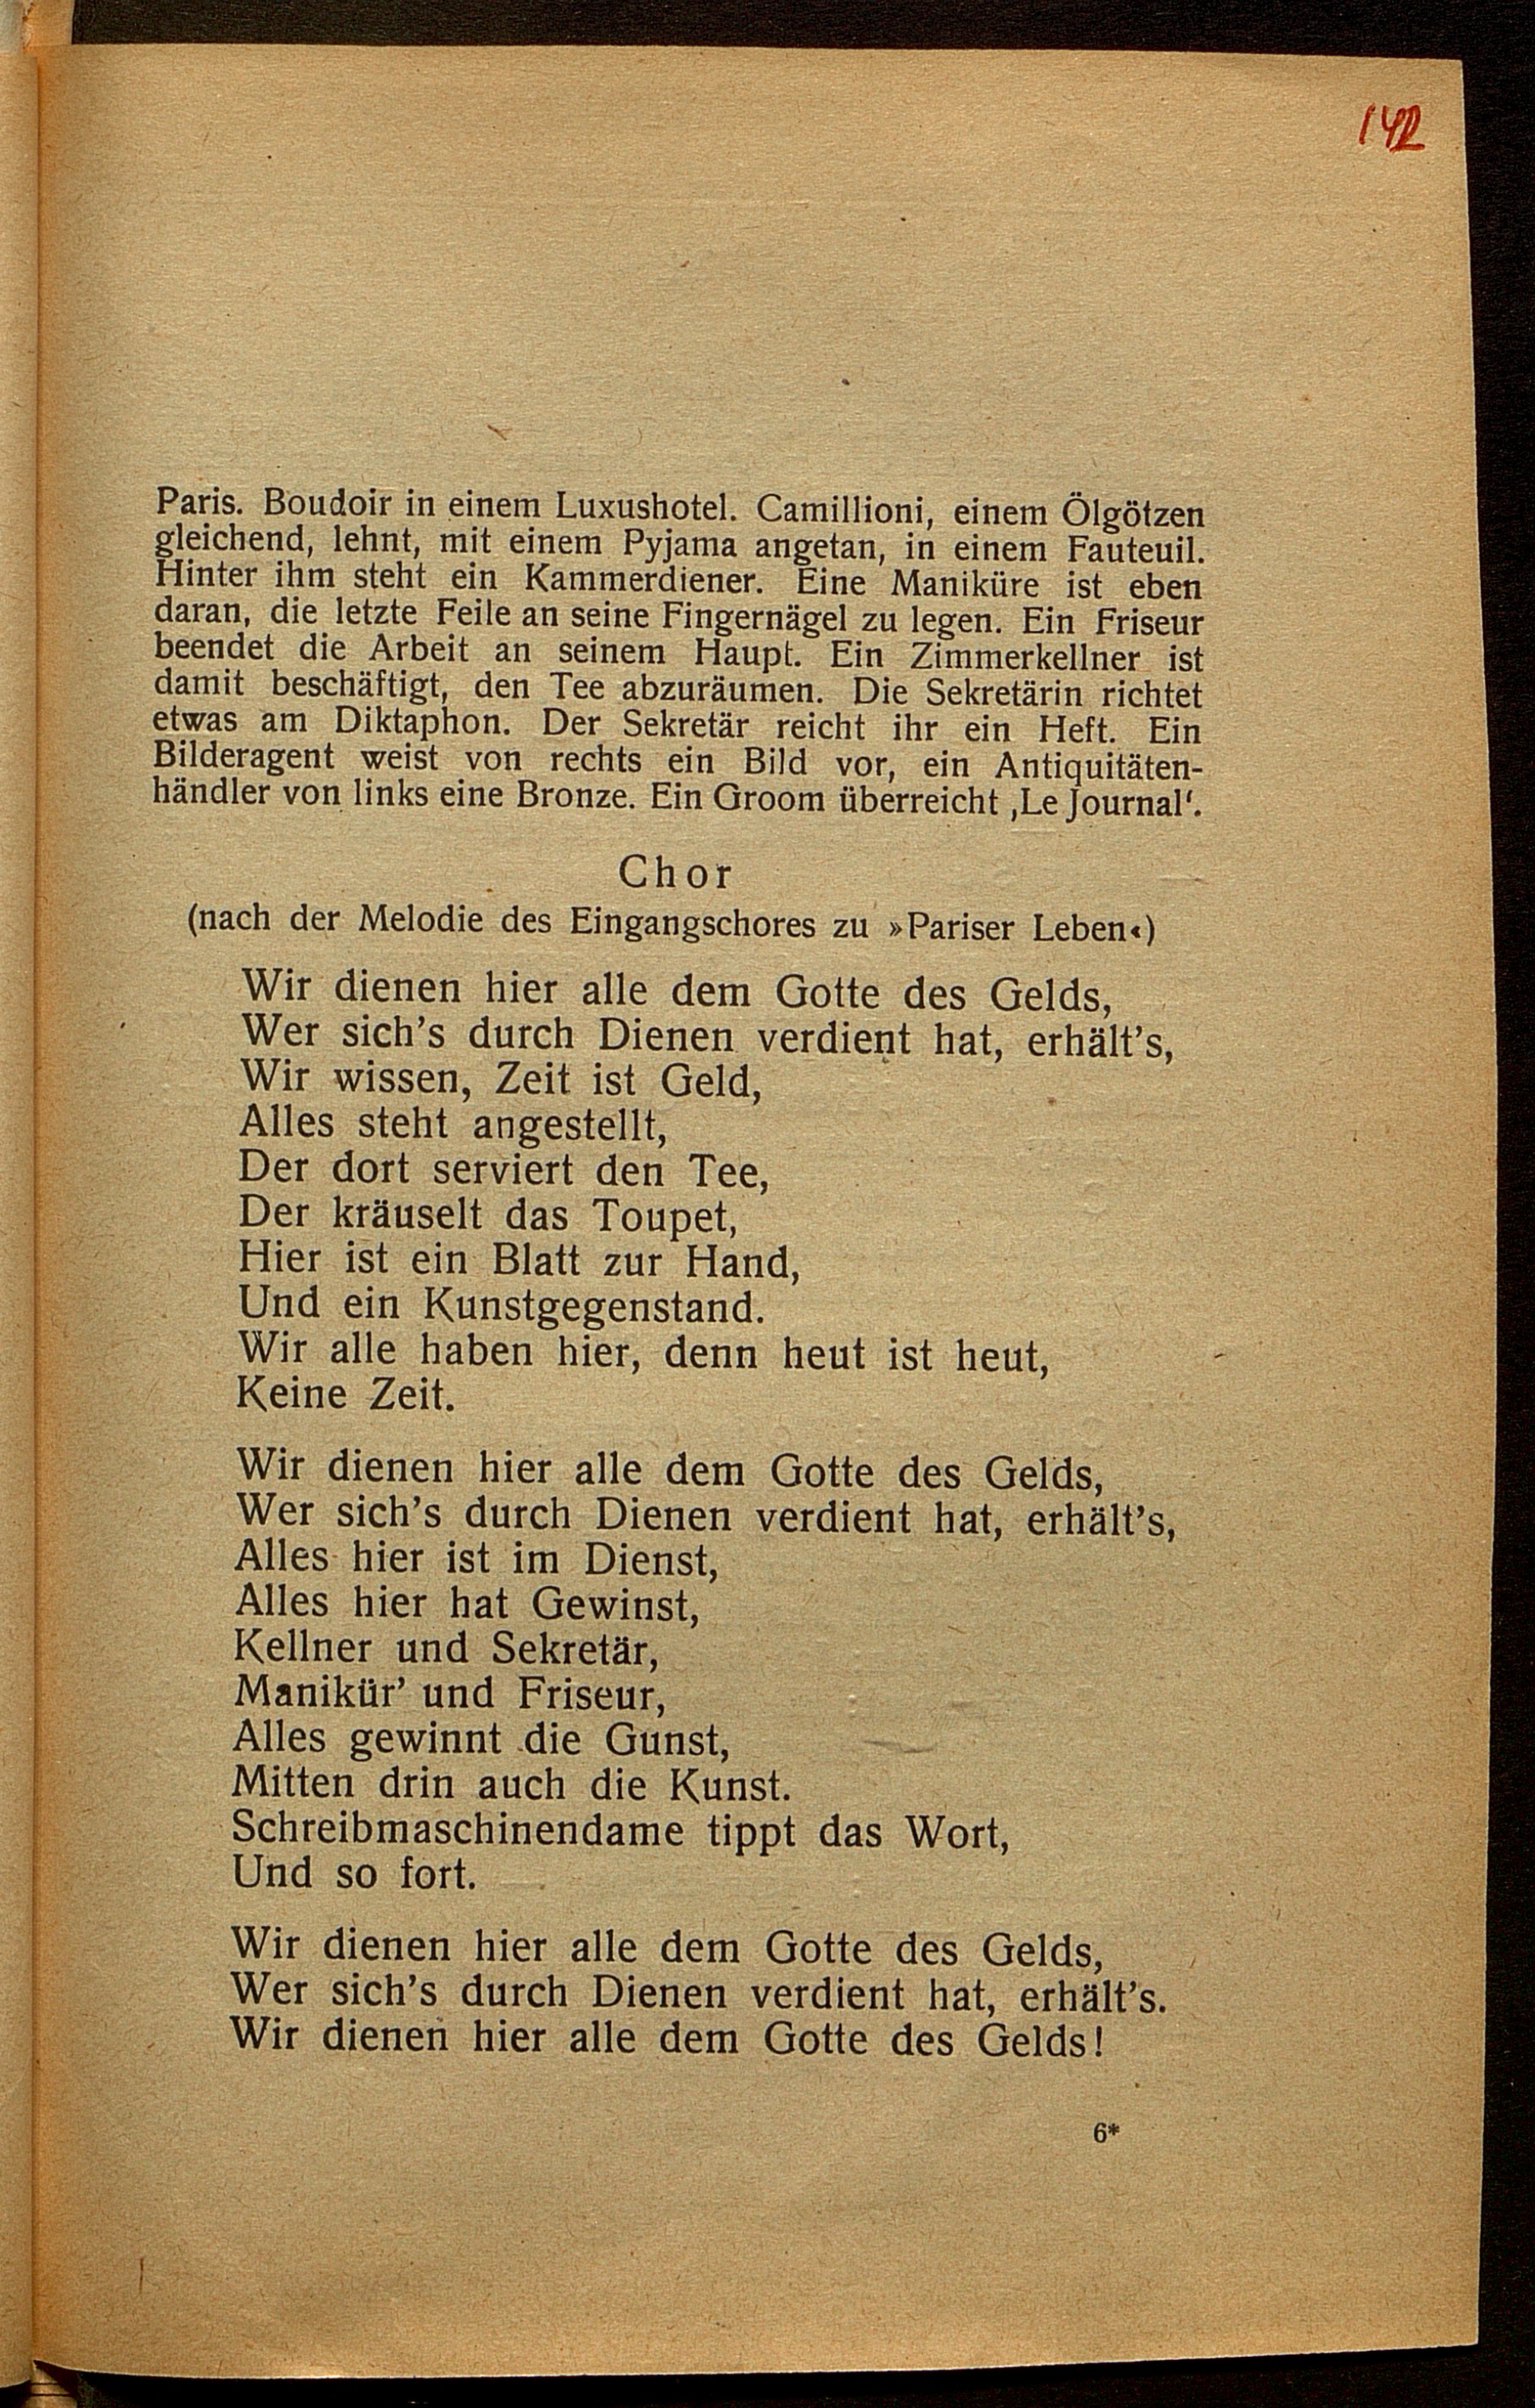 142
Paris. Boudoir in einem Luxushotel. Camillioni, einem Ölgötzen
gleichend, lehnt, mit einem Pyjama angetan, in einem Fauteuil.
Hinter ihm steht ein Kammerdiener. Eine Maniküre ist eben
daran, die letzte Feile an seine Fingernägel zu legen. Ein Friseur
beendet die Arbeit an seinem Haupt. Ein Zimmerkellner ist
damit beschäftigt, den Tee abzuräumen. Die Sekretärin richtet
etwas am Diktaphon. Der Sekretär reicht ihr ein Heft. Ein
Bilderagent weist von rechts ein Bild vor, ein Antiquitäten-
händler von links eine Bronze. Ein Groom überreicht ‚Le Journal‘.
Chor
(nach der Melodie des Eingangschores zu »Pariser Leben«)
Wir dienen hier alle dem Gotte des Gelds,
Wer sich's durch Dienen verdient hat, erhält's,
Wir wissen, Zeit ist Geld,
Alles steht angestellt,
Der dort serviert den Tee,
Der kräuselt das Toupet,
Hier ist ein Blatt zur Hand,
Und ein Kunstgegenstand.
Wir alle haben hier, denn heut ist heut,
Keine Zeit.
Wir dienen hier alle dem Gotte des Gelds,
Wer sich's durch Dienen verdient hat, erhält's,
Alles hier ist im Dienst,
Alles hier hat Gewinst,
Kellner und Sekretär,
Manikür' und Friseur,
Alles gewinnt die Gunst,
Mitten drin auch die Kunst.
Schreibmaschinendame tippt das Wort,
Und so fort.
Wir dienen hier alle dem Gotte des Gelds,
Wer sich's durch Dienen verdient hat, erhält's.
Wir dienen hier alle dem Gotte des Gelds!
6*